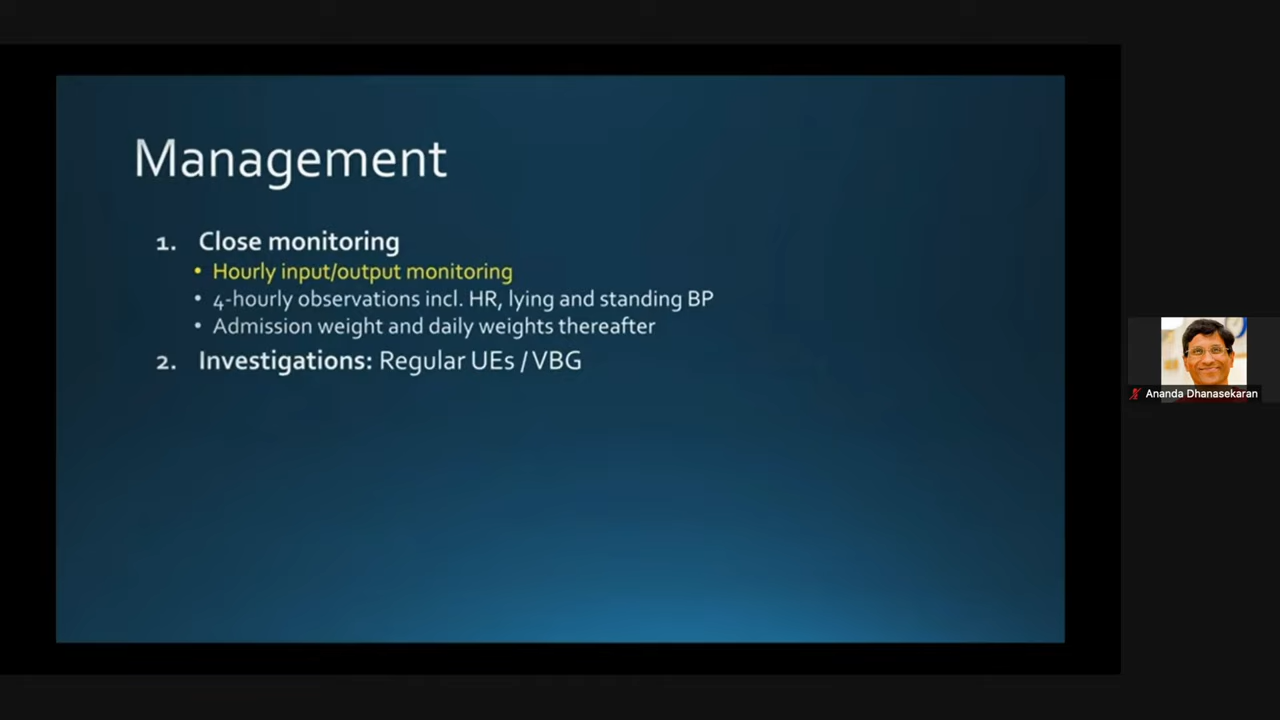 Management
1. Close monitoring
• Hourly input/output monitoring
• 4-hourly observations incl. HR, lying and standing BP
• Admission weight and daily weights thereafter
2. Investigations: Regular UEs / VBG
Ananda Dhanasekaran